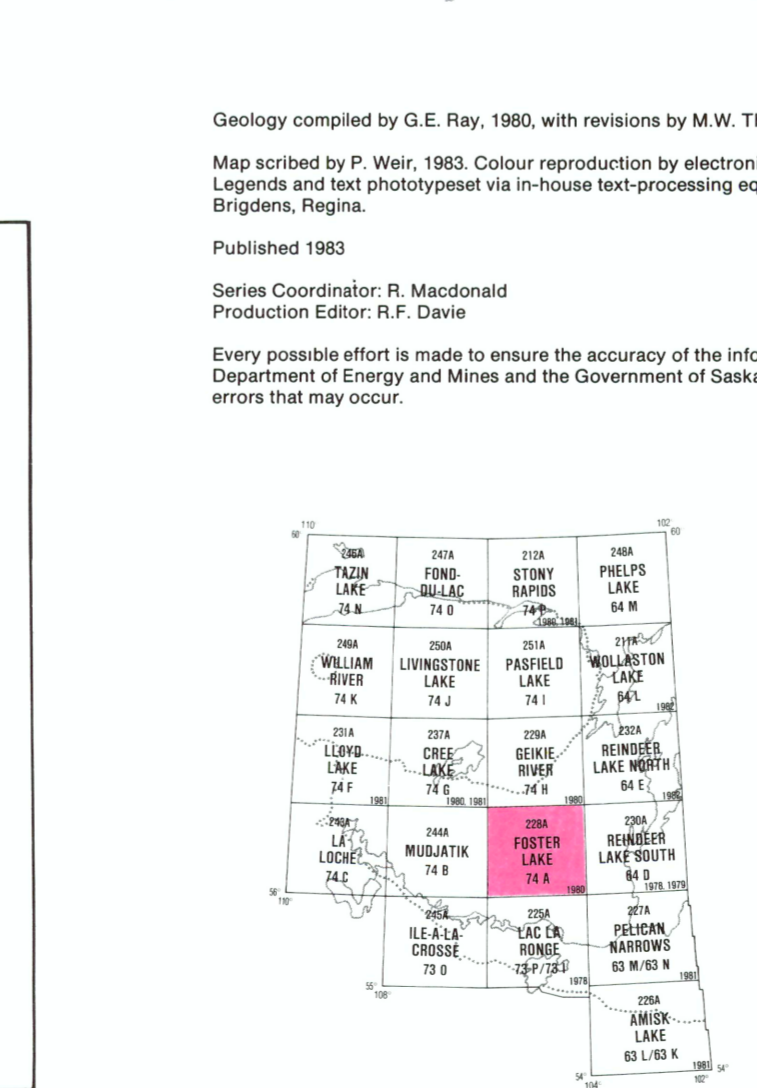 Geology compiled by G.E. Ray, 1980, with revisions by M.W.
Map scribed by P. Weir, 1983. Colour reproduction by
Legends and text phototypeset via in-house text-processing
Brigdens, Regina.
Published 1983
Series Coordinator: R. Macdonald
Production Editor: R.F. Davie
Every possible effort is made to ensure the accuracy of the
Department of Energy and Mines and the Government of
errors that may occur.
110° 102°
60° 60°
246A 247A 212A 248A
TAZIN FOND- STONY PHELPS
LAKE DU-LAC RAPIDS LAKE
74 N 74 O 74 P 64 M
1980, 1981
249A 250A 251A 211A
WILLIAM LIVINGSTONE PASFIELD WOLLASTON
RIVER LAKE LAKE LAKE
74 K 74 J 74 I 64 L
1982
231A 237A 229A 232A
LLOYD CREE GEIKIE REINDEER
LAKE LAKE RIVER LAKE NORTH
74 F 74 G 74 H 64 E
1981 1980, 1981 1980 1982
243A 244A 228A 230A
LA MUDJATIK FOSTER REINDEER
LOCHE 74 B LAKE LAKE SOUTH
74 C 74 A 64 D
1980 1978, 1979
56°
110°
245A 225A 227A
ILE-A-LA- LAC LA PELICAN
CROSSE RONGE NARROWS
73 O 73 P/73 I 63 M/63 N
1978 1981
55°
108°
226A
AMISK
LAKE
63 L/63 K
1981
54° 54°
104° 102°